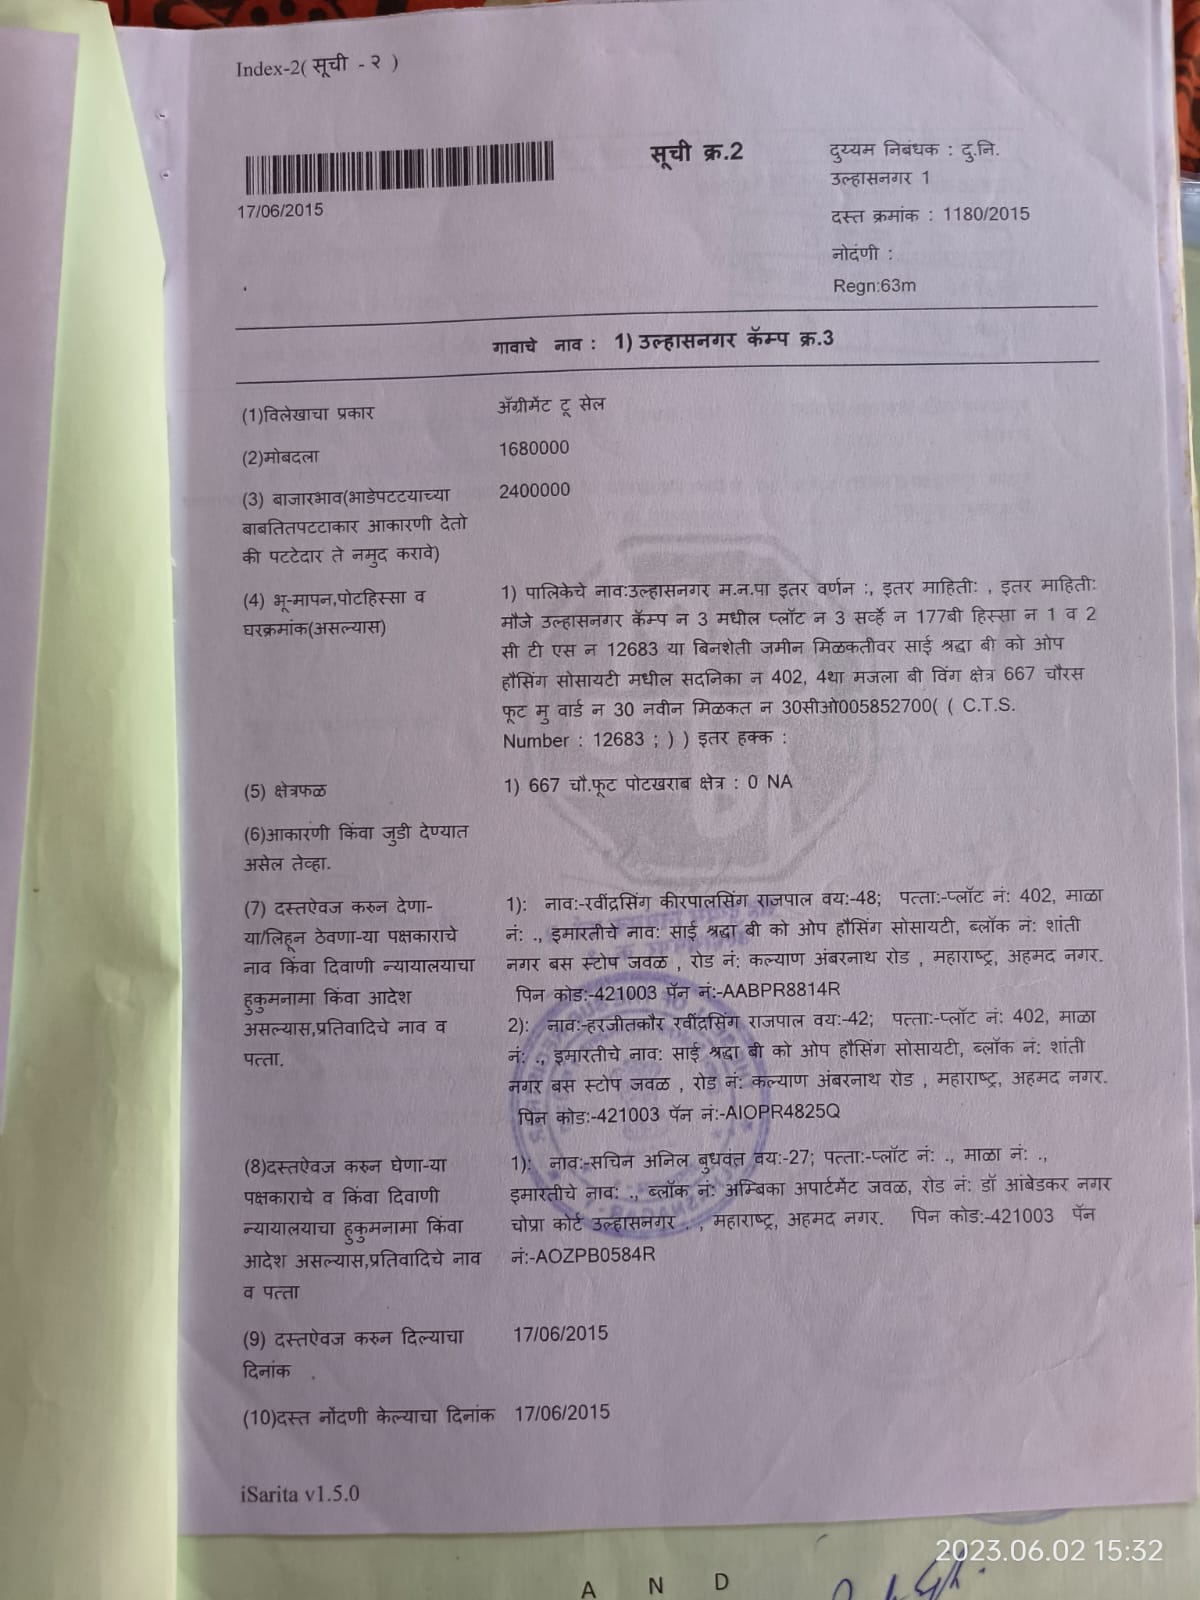 Index-2( सूची - २ )
सूची क्र.2
दुय्यम निबंधक : दु.नि.
उल्हासनगर 1
17/06/2015
दस्त क्रमांक : 1180/2015
नोदंणी :
Regn:63m
गावाचे नाव : 1) उल्हासनगर कॅम्प क्र.3
(1)विलेखाचा प्रकार
अ‍ॅग्रीमेंट टू सेल
(2)मोबदला
1680000
(3) बाजारभाव(भाडेपटटयाच्या
बाबतितपटटाकार आकारणी देतो
की पटटेदार ते नमुद करावे)
2400000
(4) भू-मापन,पोटहिस्सा व
घरक्रमांक(असल्यास)
1) पालिकेचे नाव:उल्हासनगर म.न.पा इतर वर्णन :, इतर माहिती: , इतर माहिती:
मौजे उल्हासनगर कॅम्प न 3 मधील प्लॉट न 3 सर्व्हे न 177बी हिस्सा न 1 व 2
सी टी एस न 12683 या बिनशेती जमीन मिळकतीवर साई श्रद्धा बी को ओप
हौसिंग सोसायटी मधील सदनिका न 402, 4था मजला बी विंग क्षेत्र 667 चौरस
फूट मु वार्ड न 30 नवीन मिळकत न 30सीओ005852700( ( C.T.S.
Number : 12683 ; ) ) इतर हक्क :
(5) क्षेत्रफळ
1) 667 चौ.फूट पोटखराब क्षेत्र : 0 NA
(6)आकारणी किंवा जुडी देण्यात
असेल तेव्हा.
(7) दस्तऐवज करुन देणा-
या/लिहून ठेवणा-या पक्षकाराचे
नाव किंवा दिवाणी न्यायालयाचा
हुकुमनामा किंवा आदेश
असल्यास,प्रतिवादिचे नाव व
पत्ता.
1): नाव:-रवींद्रसिंग कीरपालसिंग राजपाल वय:-48; पत्ता:-प्लॉट नं: 402, माळा
नं: ., इमारतीचे नाव: साई श्रद्धा बी को ओप हौसिंग सोसायटी, ब्लॉक नं: शांती
नगर बस स्टोप जवळ , रोड नं: कल्याण अंबरनाथ रोड , महाराष्ट्र, अहमद नगर.
पिन कोड:-421003 पॅन नं:-AABPR8814R
2): नाव:-हरजीतकौर रवींद्रसिंग राजपाल वय:-42; पत्ता:-प्लॉट नं: 402, माळा
नं: ., इमारतीचे नाव: साई श्रद्धा बी को ओप हौसिंग सोसायटी, ब्लॉक नं: शांती
नगर बस स्टोप जवळ , रोड नं: कल्याण अंबरनाथ रोड , महाराष्ट्र, अहमद नगर.
पिन कोड:-421003 पॅन नं:-AIOPR4825Q
(8)दस्तऐवज करुन घेणा-या
पक्षकाराचे व किंवा दिवाणी
न्यायालयाचा हुकुमनामा किंवा
आदेश असल्यास,प्रतिवादिचे नाव
व पत्ता
1): नाव:-सचिन अनिल बुधवंत वय:-27; पत्ता:-प्लॉट नं: ., माळा नं: .,
इमारतीचे नाव: ., ब्लॉक नं: अम्बिका अपार्टमेंट जवळ, रोड नं: डॉ आंबेडकर नगर
चोप्रा कोर्ट उल्हासनगर . , महाराष्ट्र, अहमद नगर. पिन कोड:-421003 पॅन
नं:-AOZPB0584R
(9) दस्तऐवज करुन दिल्याचा
दिनांक
17/06/2015
(10)दस्त नोंदणी केल्याचा दिनांक
17/06/2015
iSarita v1.5.0
2023.06.02 15:32
A N D